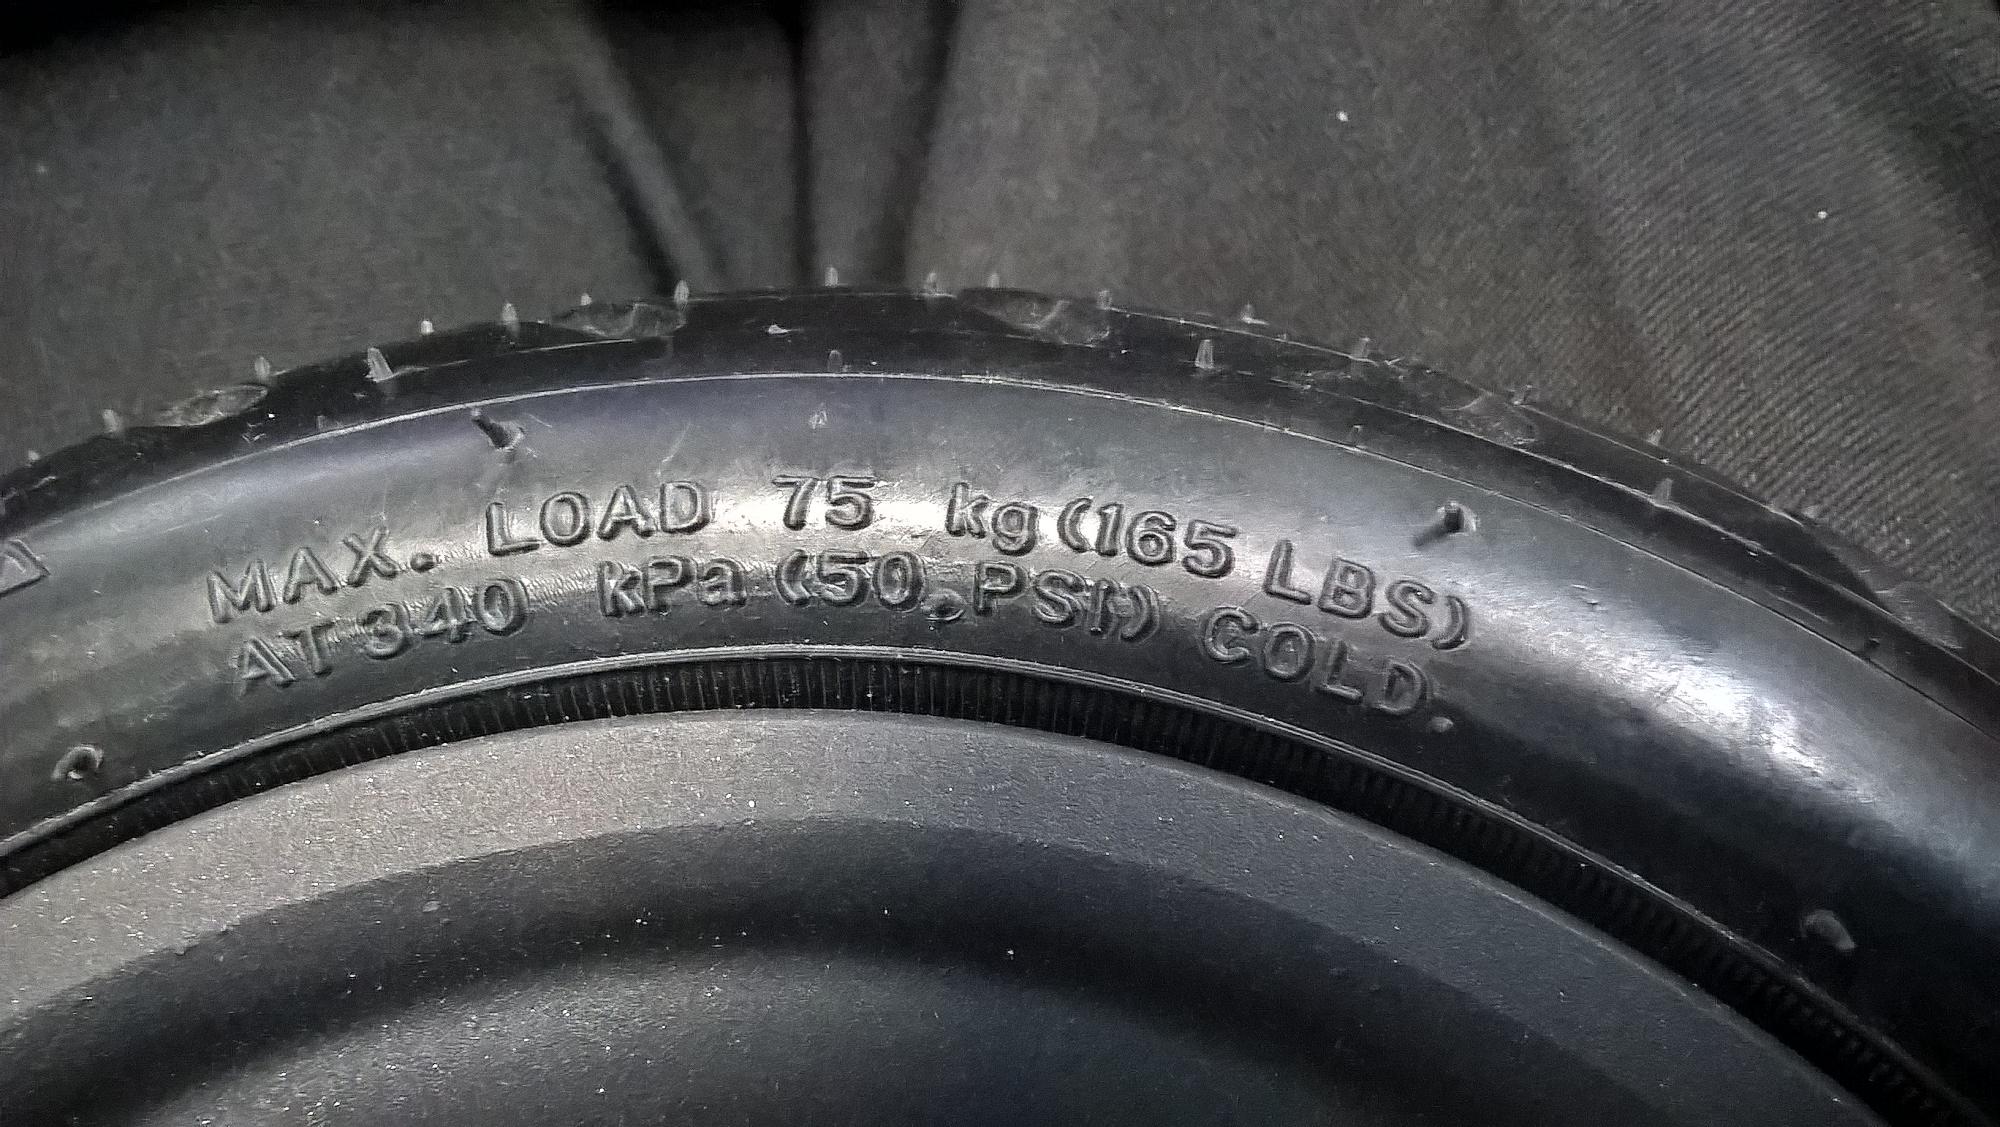 MAX. LOAD 75 kg (165 LBS)
AT 340 kPa (50 PSI) COLD.